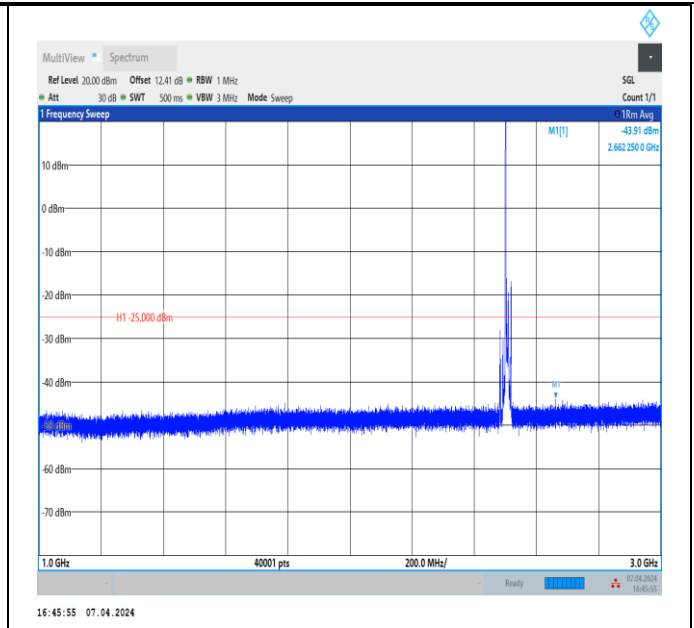 MultiView Spectrum
Ref Level 20.00 dBm Offset 12.41 dB RBW 1 MHz SGL
Att 30 dB SWT 500 ms VBW 3 MHz Mode Sweep Count 1/1
1 Frequency Sweep 1Rm Avg
M1[1] -43.91 dBm
2.662 250 0 GHz
10 dBm
0 dBm
-10 dBm
-20 dBm
H1 -25.000 dBm
-30 dBm
-40 dBm
M1
-50 dBm
-60 dBm
-70 dBm
1.0 GHz 40001 pts 200.0 MHz/ 3.0 GHz
Ready 07.04.2024
16:45:55
16:45:55 07.04.2024